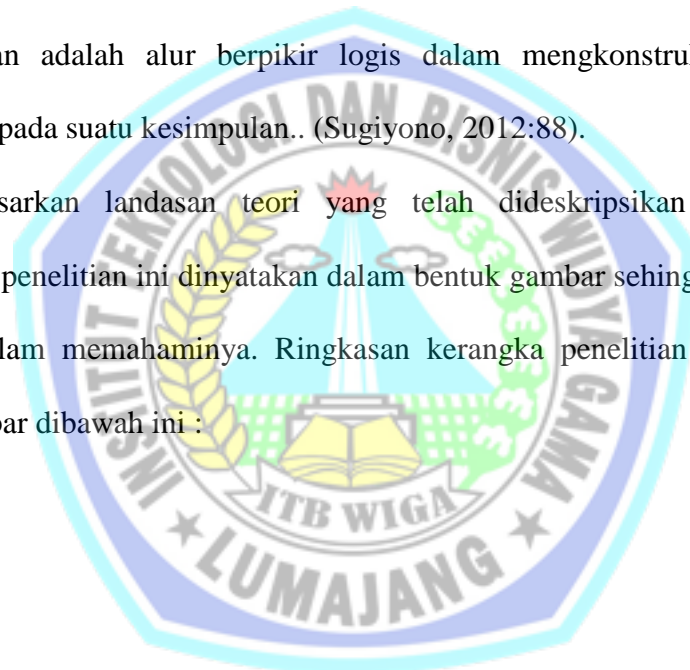 an adalah alur berpikir logis dalam mengkonstruk
pada suatu kesimpulan.. (Sugiyono, 2012:88).
sarkan landasan teori yang telah dideskripsikan
penelitian ini dinyatakan dalam bentuk gambar sehing
lam memahaminya. Ringkasan kerangka penelitian
bar dibawah ini :
INSTITUT TEKNOLOGI DAN BISNIS WIDYA GAMA
ITB WIGA
LUMAJANG